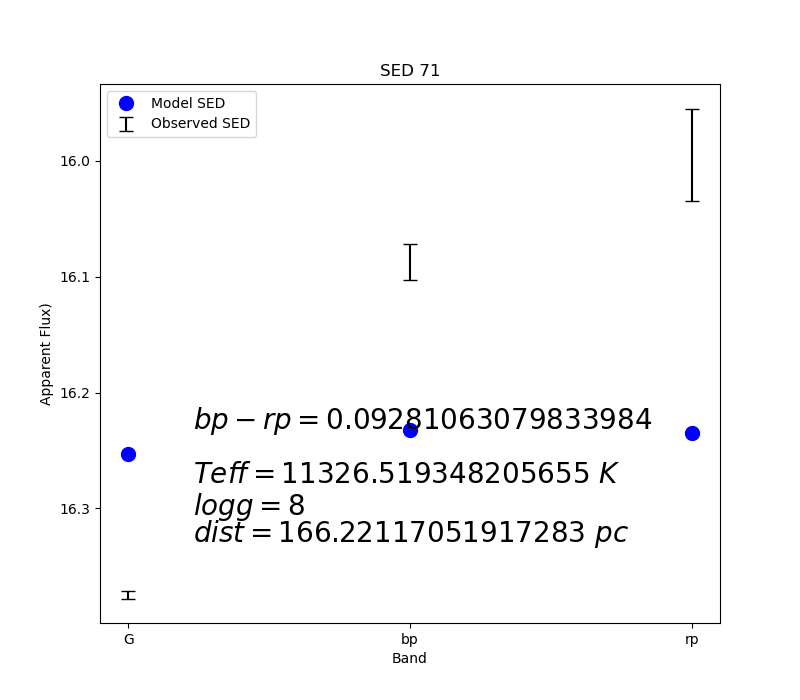 SED 71
Model SED
Observed SED
16.0
16.1
16.2
16.3
Apparent Flux)
bp − rp = 0.09281063079833984
Teff = 11326.519348205655 K
logg = 8
dist = 166.22117051917283 pc
G
bp
rp
Band